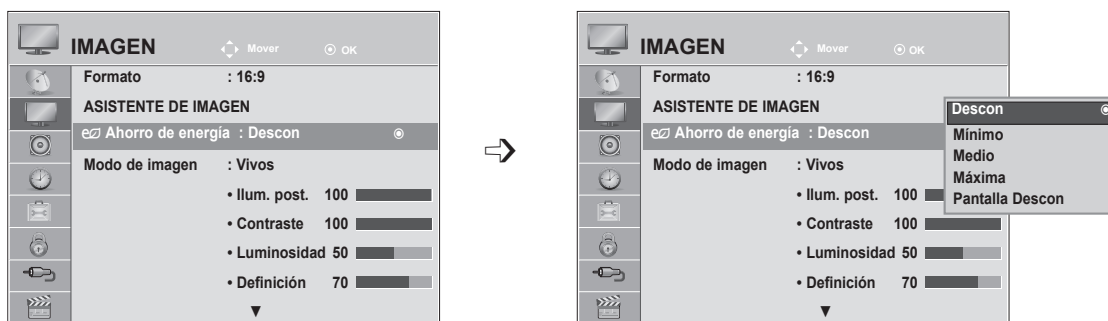 IMAGEN Mover OK
Formato : 16:9
ASISTENTE DE IMAGEN
Ahorro de energía : Descon
Modo de imagen : Vivos
• Ilum. post. 100
• Contraste 100
• Luminosidad 50
• Definición 70
IMAGEN Mover OK
Formato : 16:9
ASISTENTE DE IMAGEN
Ahorro de energía : Descon
Modo de imagen : Vivos
• Ilum. post. 100
• Contraste 100
• Luminosidad 50
• Definición 70
Descon
Mínimo
Medio
Máxima
Pantalla Descon